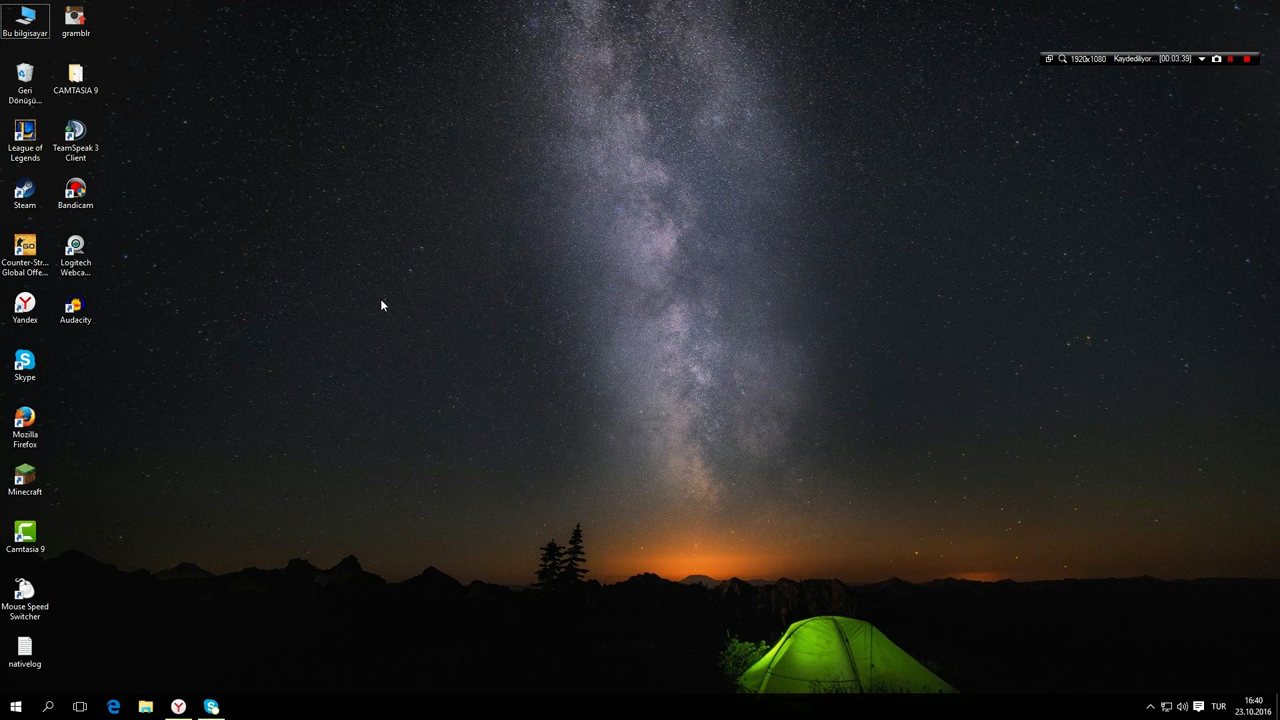 Bu bilgisayar
gramblr
Geri
Dönüşü...
CAMTASIA 9
League of
Legends
TeamSpeak 3
Client
Steam
Bandicam
Counter-Str...
Global Offe...
Logitech
Webca...
Yandex
Audacity
Skype
Mozilla
Firefox
Minecraft
Camtasia 9
Mouse Speed
Switcher
nativelog
1920x1080 Kaydediliyor... [00:03:39]
TUR
16:40
23.10.2016